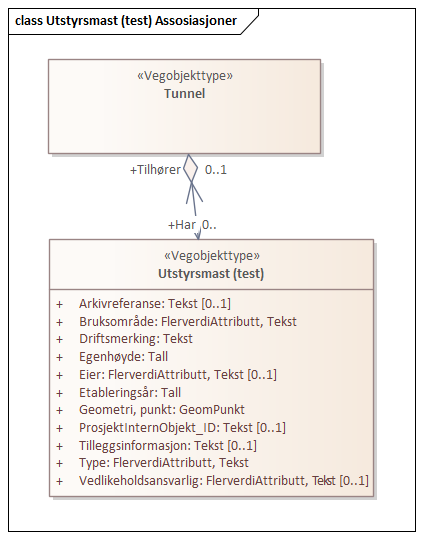 class Utstyrsmast (test) Assosiasjoner
«Vegobjekttype»
Tunnel
+Tilhører 0..1
+Har 0..
«Vegobjekttype»
Utstyrsmast (test)
+ Arkivreferanse: Tekst [0..1]
+ Bruksområde: FlerverdiAttributt, Tekst
+ Driftsmerking: Tekst
+ Egenhøyde: Tall
+ Eier: FlerverdiAttributt, Tekst [0..1]
+ Etableringsår: Tall
+ Geometri, punkt: GeomPunkt
+ ProsjektInternObjekt_ID: Tekst [0..1]
+ Tilleggsinformasjon: Tekst [0..1]
+ Type: FlerverdiAttributt, Tekst
+ Vedlikeholdsansvarlig: FlerverdiAttributt, Tekst [0..1]